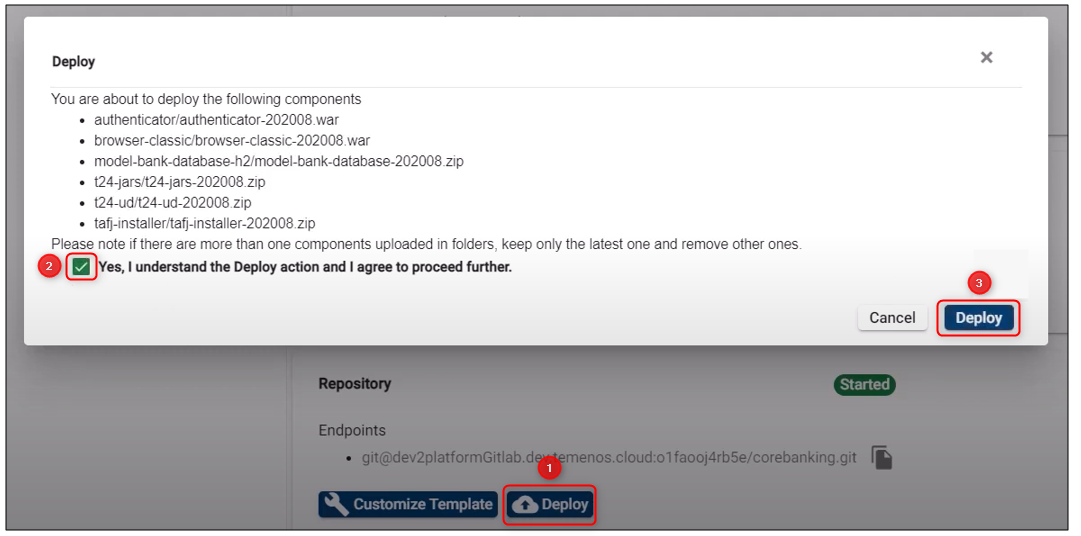 Deploy
You are about to deploy the following components
authenticator/authenticator-202008.war
browser-classic/browser-classic-202008.war
model-bank-database-h2/model-bank-database-202008.zip
t24-jars/t24-jars-202008.zip
t24-ud/t24-ud-202008.zip
tafj-installer/tafj-installer-202008.zip
Please note if there are more than one components uploaded in folders, keep only the latest one and remove other ones.
2 Yes, I understand the Deploy action and I agree to proceed further.
3
Cancel Deploy
Repository Started
Endpoints
git@dev2platformGitlab.dev.temenos.cloud:o1faooj4rb5e/corebanking.git
1
Customize Template Deploy